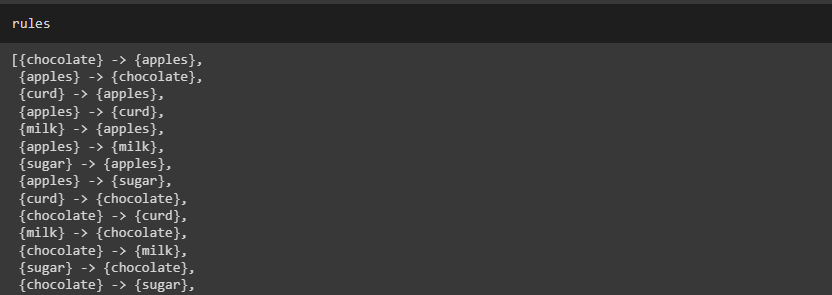 rules
[{chocolate} -> {apples},
{apples} -> {chocolate},
{curd} -> {apples},
{apples} -> {curd},
{milk} -> {apples},
{apples} -> {milk},
{sugar} -> {apples},
{apples} -> {sugar},
{curd} -> {chocolate},
{chocolate} -> {curd},
{milk} -> {chocolate},
{chocolate} -> {milk},
{sugar} -> {chocolate},
{chocolate} -> {sugar},